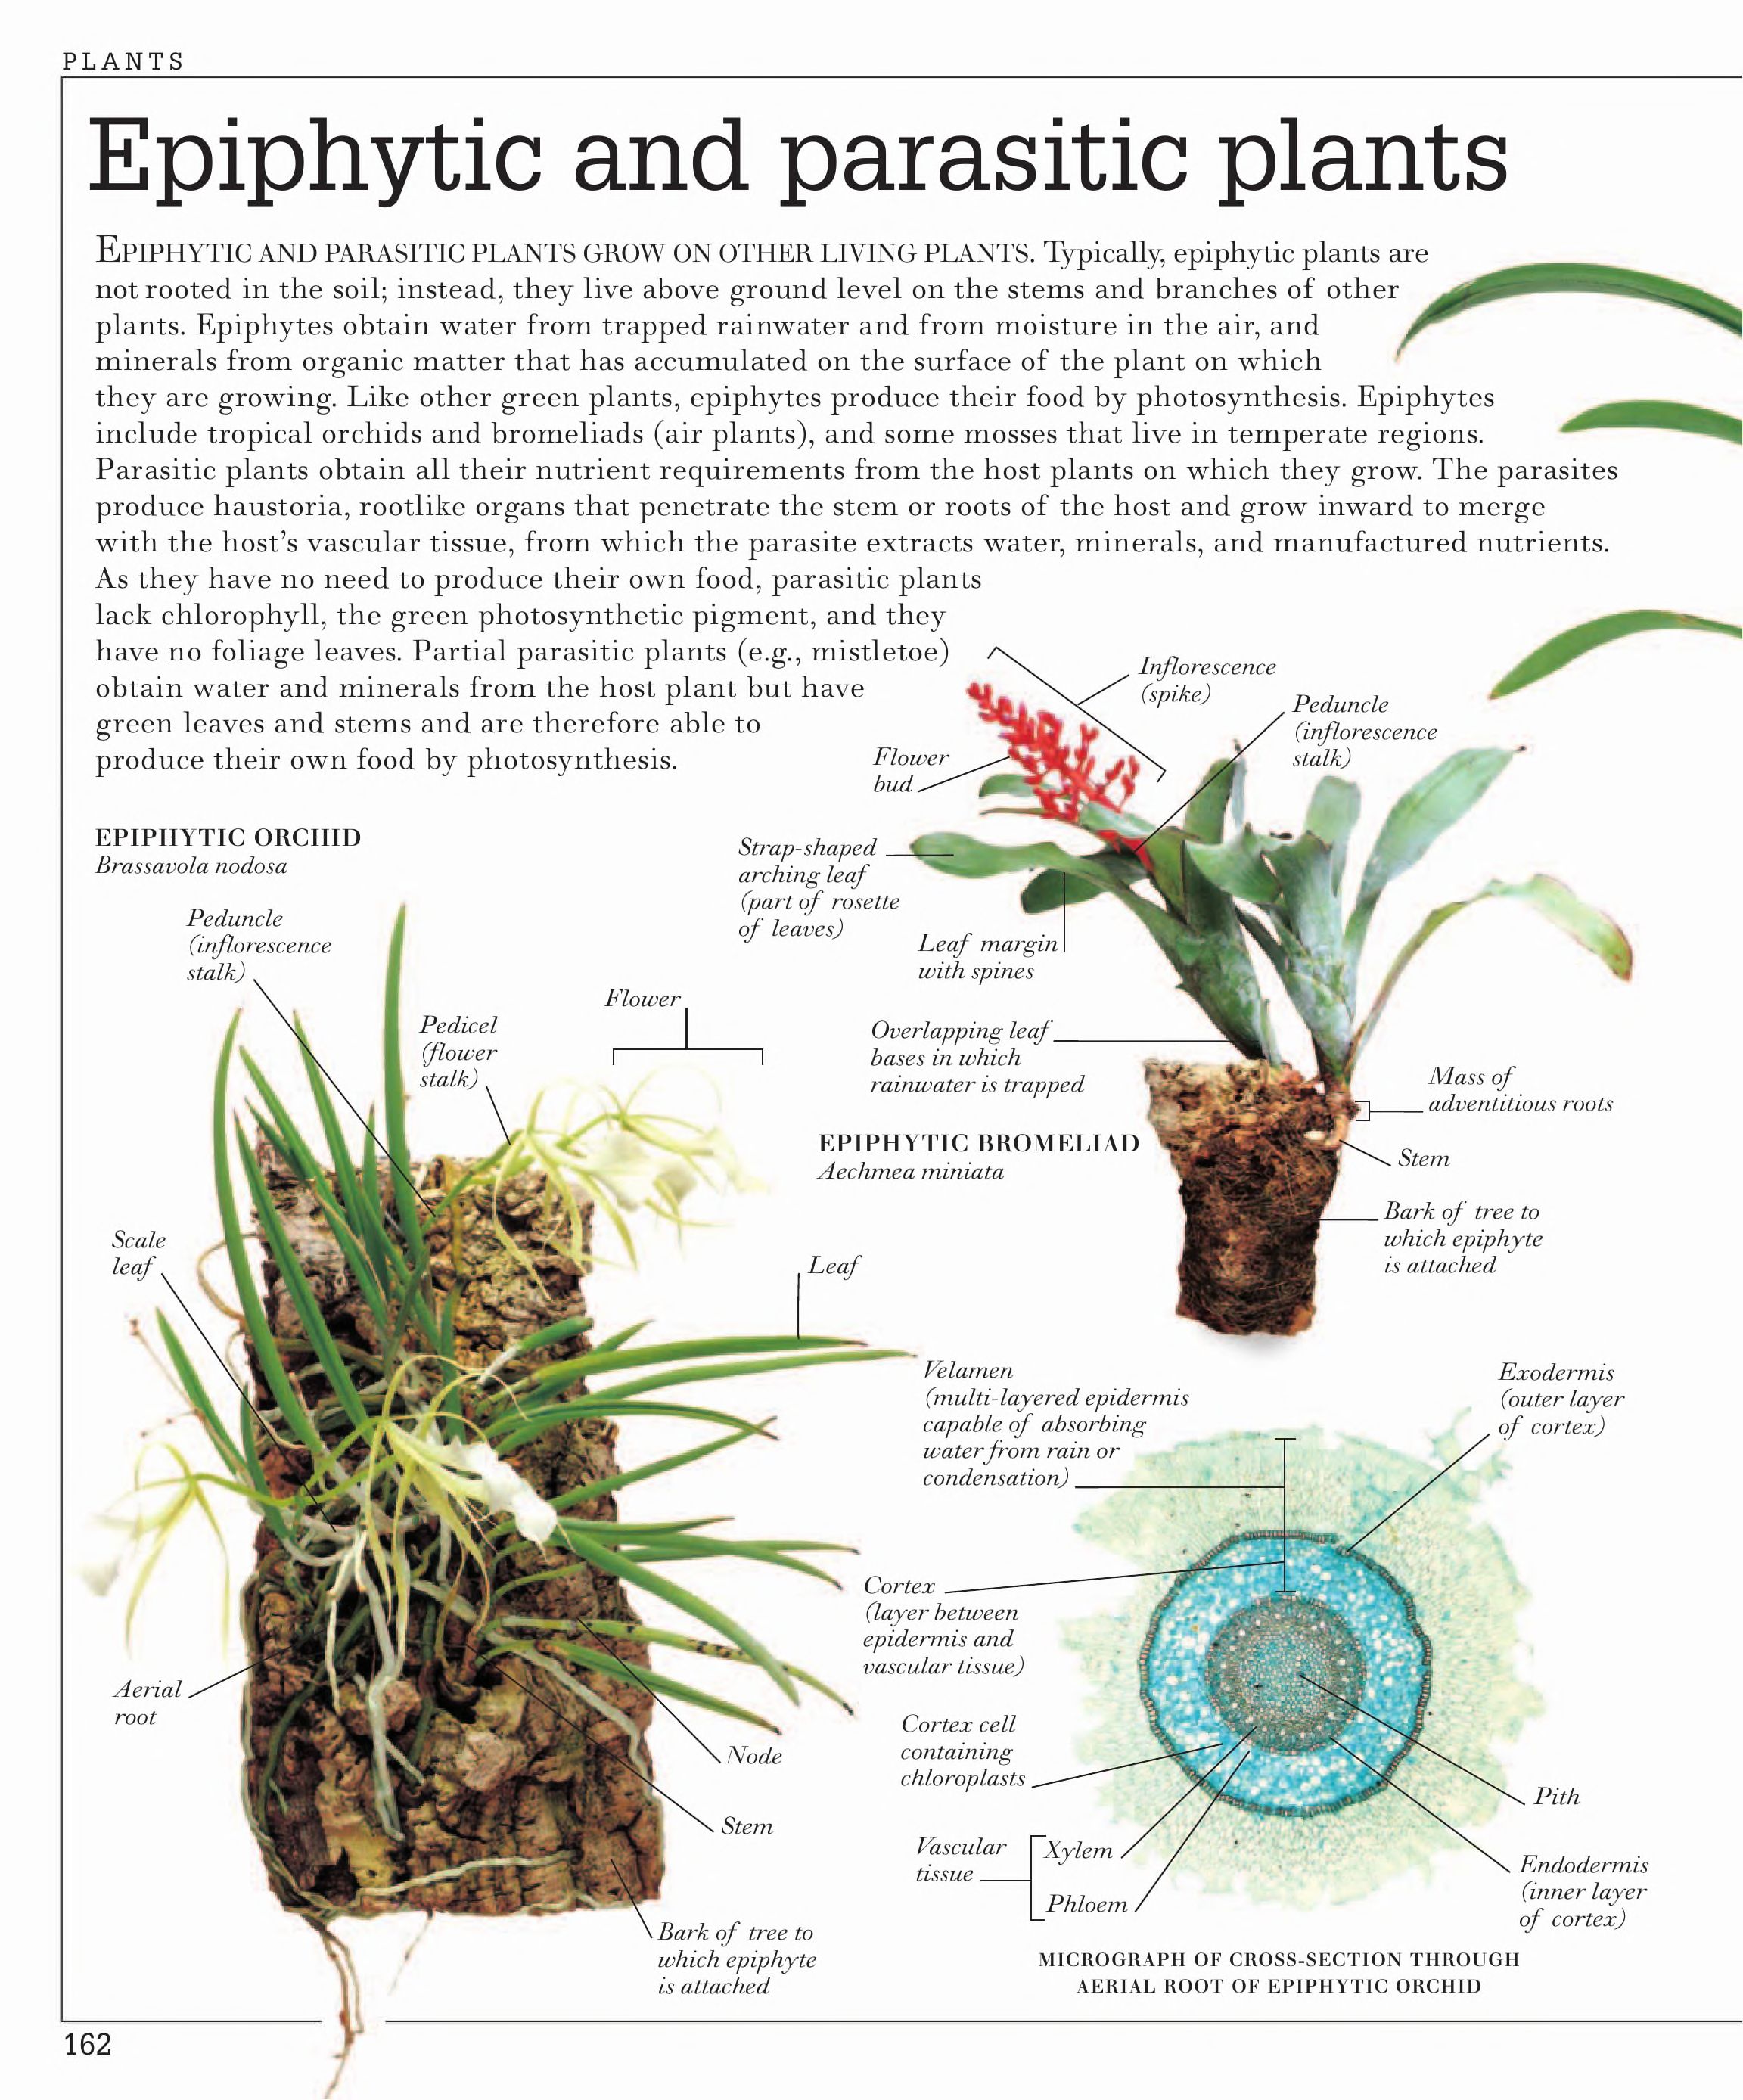 PLANTS
Epiphytic and parasitic plants
EPIPHYTIC AND PARASITIC PLANTS GROW ON OTHER LIVING PLANTS. Typically, epiphytic plants are
not rooted in the soil; instead, they live above ground level on the stems and branches of other
plants. Epiphytes obtain water from trapped rainwater and from moisture in the air, and
minerals from organic matter that has accumulated on the surface of the plant on which
they are growing. Like other green plants, epiphytes produce their food by photosynthesis. Epiphytes
include tropical orchids and bromeliads (air plants), and some mosses that live in temperate regions.
Parasitic plants obtain all their nutrient requirements from the host plants on which they grow. The parasites
produce haustoria, rootlike organs that penetrate the stem or roots of the host and grow inward to merge
with the host’s vascular tissue, from which the parasite extracts water, minerals, and manufactured nutrients.
As they have no need to produce their own food, parasitic plants
lack chlorophyll, the green photosynthetic pigment, and they
have no foliage leaves. Partial parasitic plants (e.g., mistletoe)
obtain water and minerals from the host plant but have
green leaves and stems and are therefore able to
produce their own food by photosynthesis.
Inflorescence
(spike)
Peduncle
(inflorescence
stalk)
Flower
bud
Strap-shaped
arching leaf
(part of rosette
of leaves)
Leaf margin
with spines
Overlapping leaf
bases in which
rainwater is trapped
Mass of
adventitious roots
Stem
Bark of tree to
which epiphyte
is attached
EPIPHYTIC BROMELIAD
Aechmea miniata
EPIPHYTIC ORCHID
Brassavola nodosa
Peduncle
(inflorescence
stalk)
Pedicel
(flower
stalk)
Flower
Scale
leaf
Leaf
Aerial
root
Node
Stem
Bark of tree to
which epiphyte
is attached
Velamen
(multi-layered epidermis
capable of absorbing
water from rain or
condensation)
Exodermis
(outer layer
of cortex)
Cortex
(layer between
epidermis and
vascular tissue)
Cortex cell
containing
chloroplasts
Vascular
tissue
Xylem
Phloem
Pith
Endodermis
(inner layer
of cortex)
MICROGRAPH OF CROSS-SECTION THROUGH
AERIAL ROOT OF EPIPHYTIC ORCHID
162